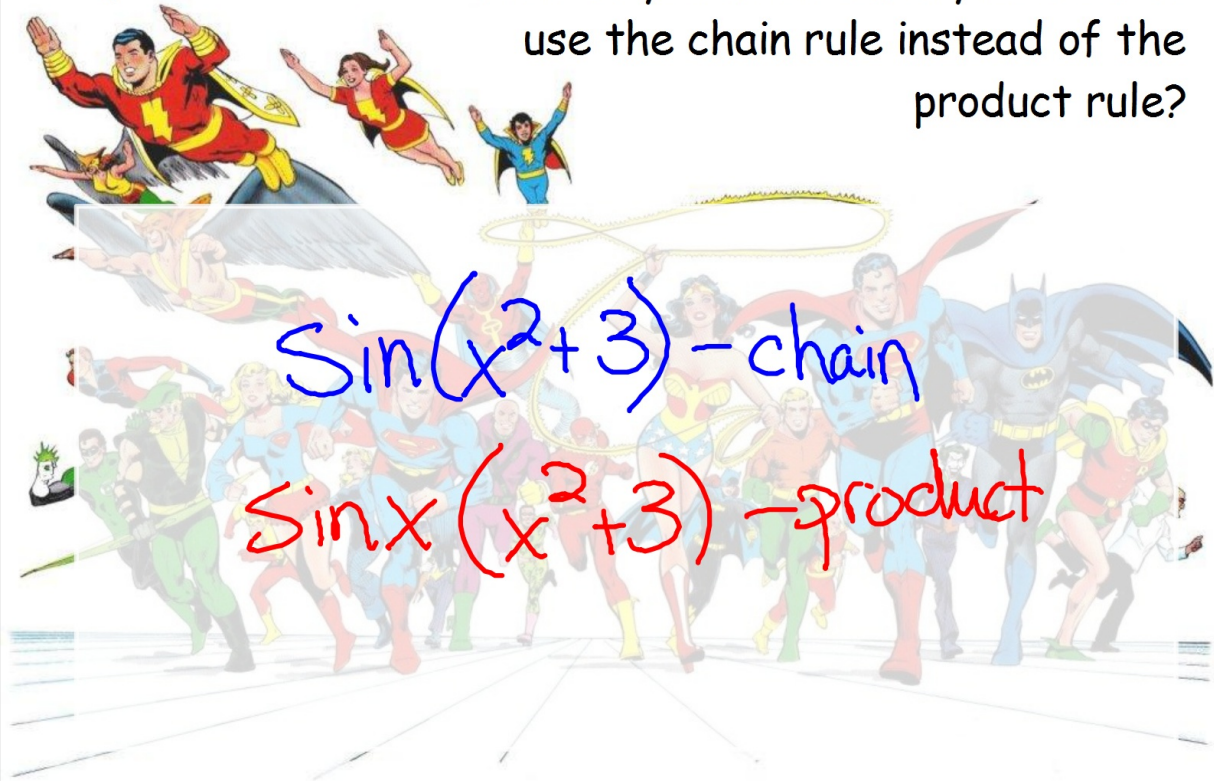 use the chain rule instead of the
product rule?
sin(x²+3) - chain
sinx(x²+3) - product